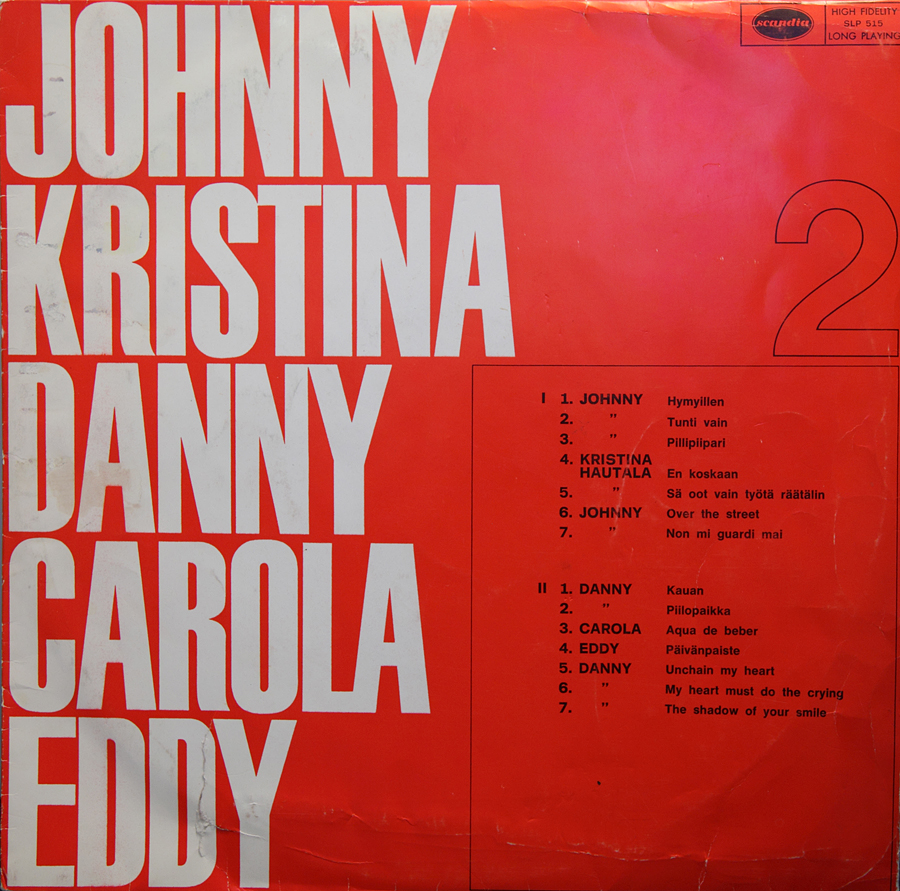 JOHNNY
KRISTINA
DANNY
CAROLA
EDDY
scandia
HIGH FIDELITY
SLP 515
LONG PLAYING
2
I 1. JOHNNY Hymyillen
2. " Tunti vain
3. " Pillipiipari
4. KRISTINA
HAUTALA En koskaan
5. " Sä oot vain työtä räätälin
6. JOHNNY Over the street
7. " Non mi guardi mai
II 1. DANNY Kauan
2. " Piilopaikka
3. CAROLA Aqua de beber
4. EDDY Päivänpaiste
5. DANNY Unchain my heart
6. " My heart must do the crying
7. " The shadow of your smile